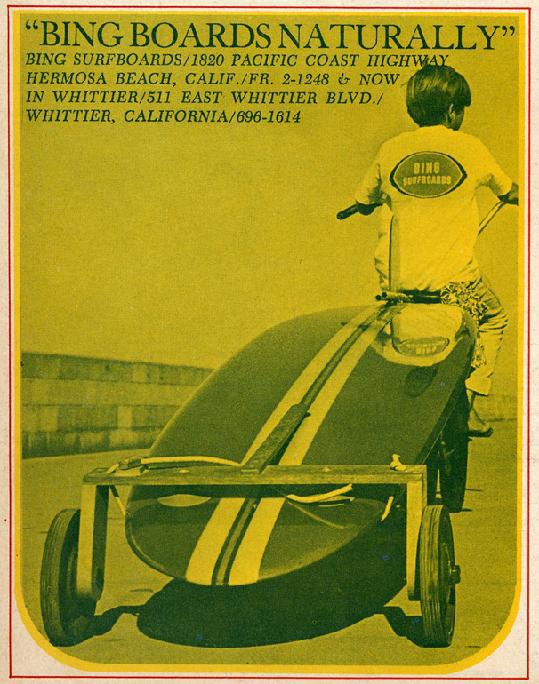 “BING BOARDS NATURALLY”
BING SURFBOARDS/1820 PACIFIC COAST HIGHWAY
HERMOSA BEACH, CALIF./FR. 2-1248 & NOW
IN WHITTIER/511 EAST WHITTIER BLVD./
WHITTIER, CALIFORNIA/696-1614
BING
SURFBOARDS